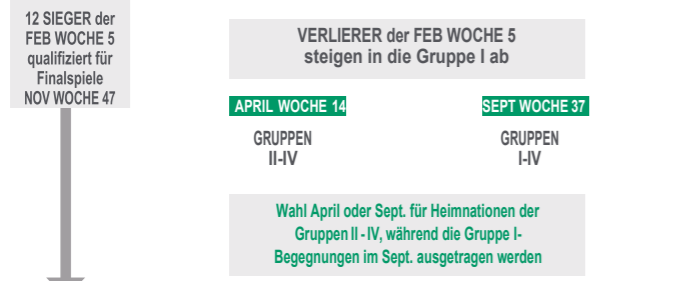 12 SIEGER der
FEB WOCHE 5
qualifiziert für
Finalspiele
NOV WOCHE 47
VERLIERER der FEB WOCHE 5
steigen in die Gruppe I ab
APRIL WOCHE 14
SEPT WOCHE 37
GRUPPEN
II-IV
GRUPPEN
I-IV
Wahl April oder Sept. für Heimnationen der
Gruppen II - IV, während die Gruppe I-
Begegnungen im Sept. ausgetragen werden